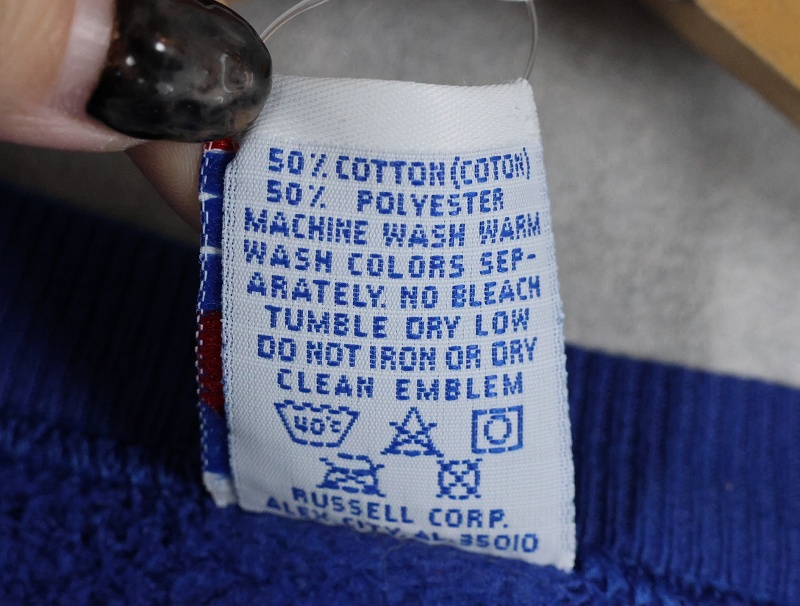 50% COTTON (COTON)
50% POLYESTER
MACHINE WASH WARM
WASH COLORS SEP-
ARATELY. NO BLEACH
TUMBLE DRY LOW
DO NOT IRON OR DRY
CLEAN EMBLEM
40°C
RUSSELL CORP.
ALEX CITY, AL 35010